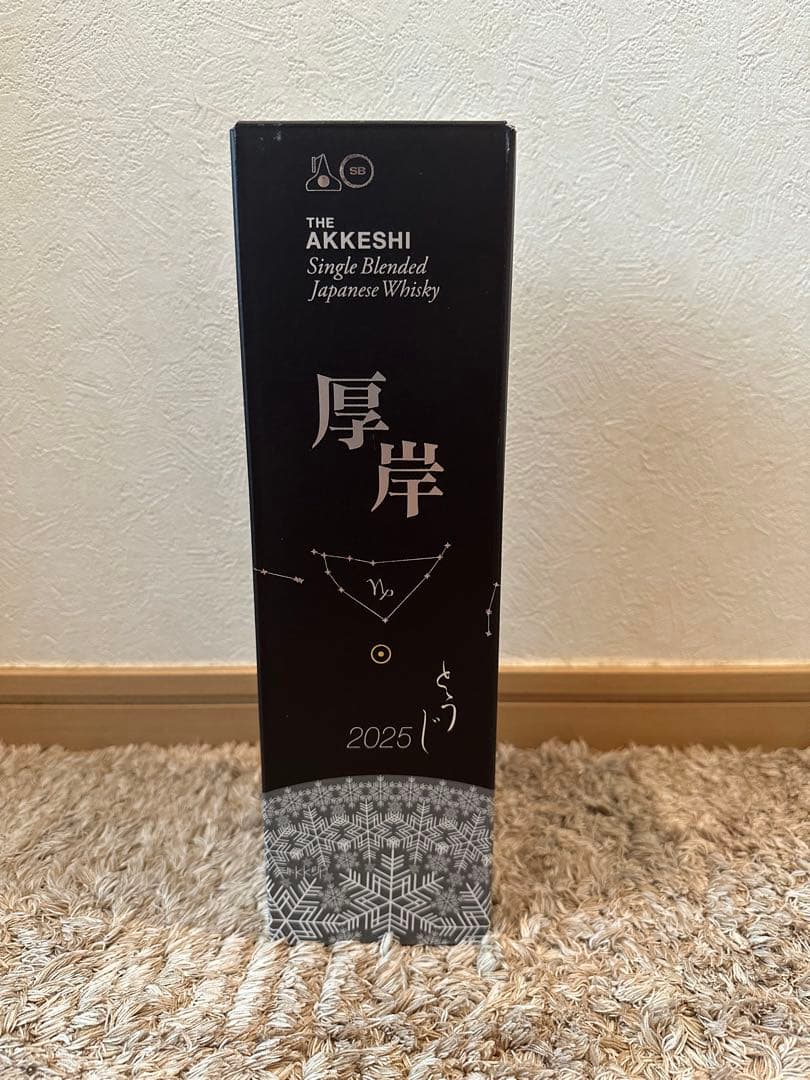 SB
THE
AKKESHI
Single Blended
Japanese Whisky
厚岸
2025
とうじ